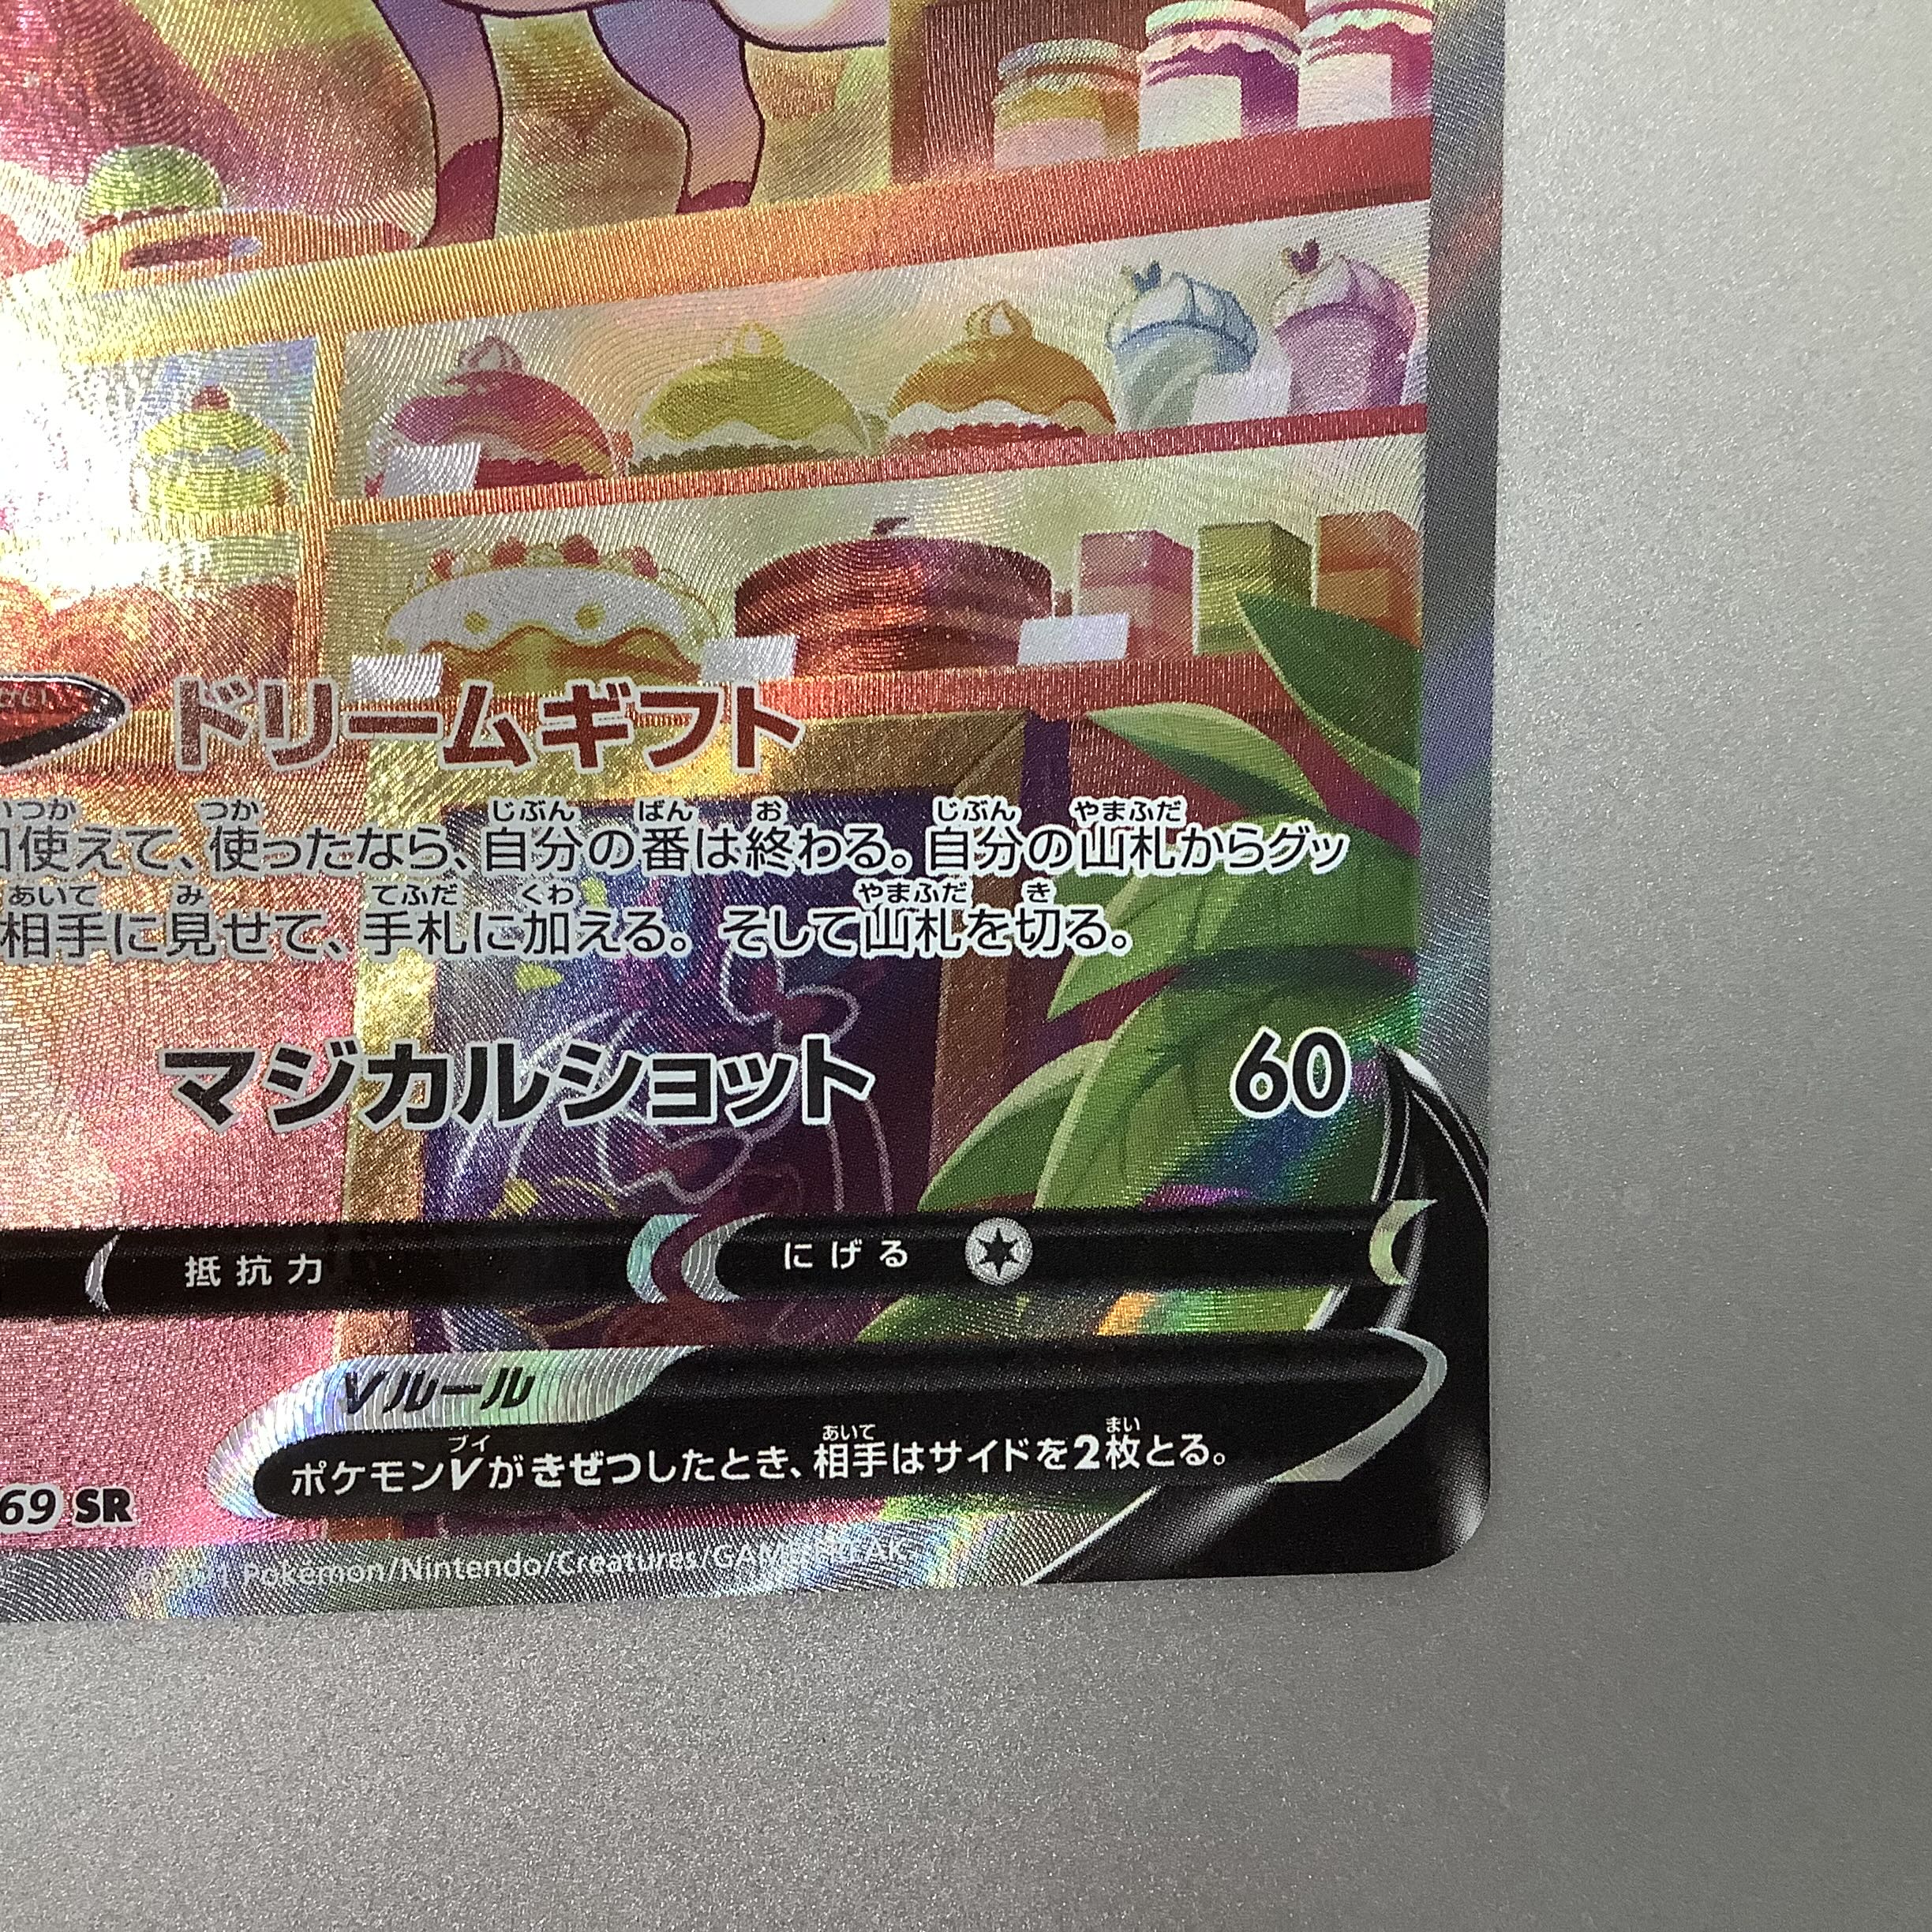 ドリームギフト
使えて、使ったなら、自分の番は終わる。自分の山札からグッ
相手に見せて、手札に加える。そして山札を切る。
マジカルショット 60
抵抗力 にげる
Vルール
ポケモンVがきぜつしたとき、相手はサイドを2枚とる。
69 SR
©2021 Pokémon/Nintendo/Creatures/GAME FREAK